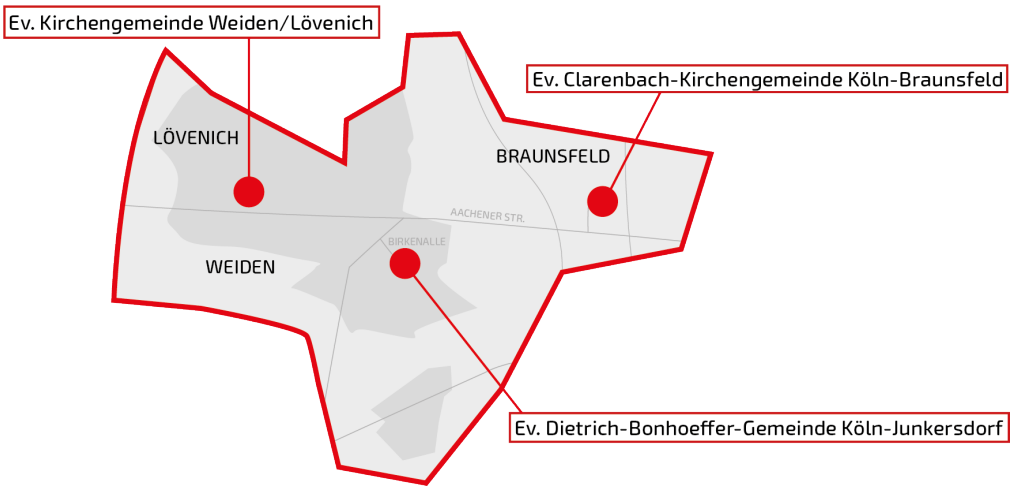 Ev. Kirchengemeinde Weiden/Lövenich
Ev. Clarenbach-Kirchengemeinde Köln-Braunsfeld
LÖVENICH
BRAUNSFELD
AACHENER STR.
BIRKENALLE
WEIDEN
Ev. Dietrich-Bonhoeffer-Gemeinde Köln-Junkersdorf